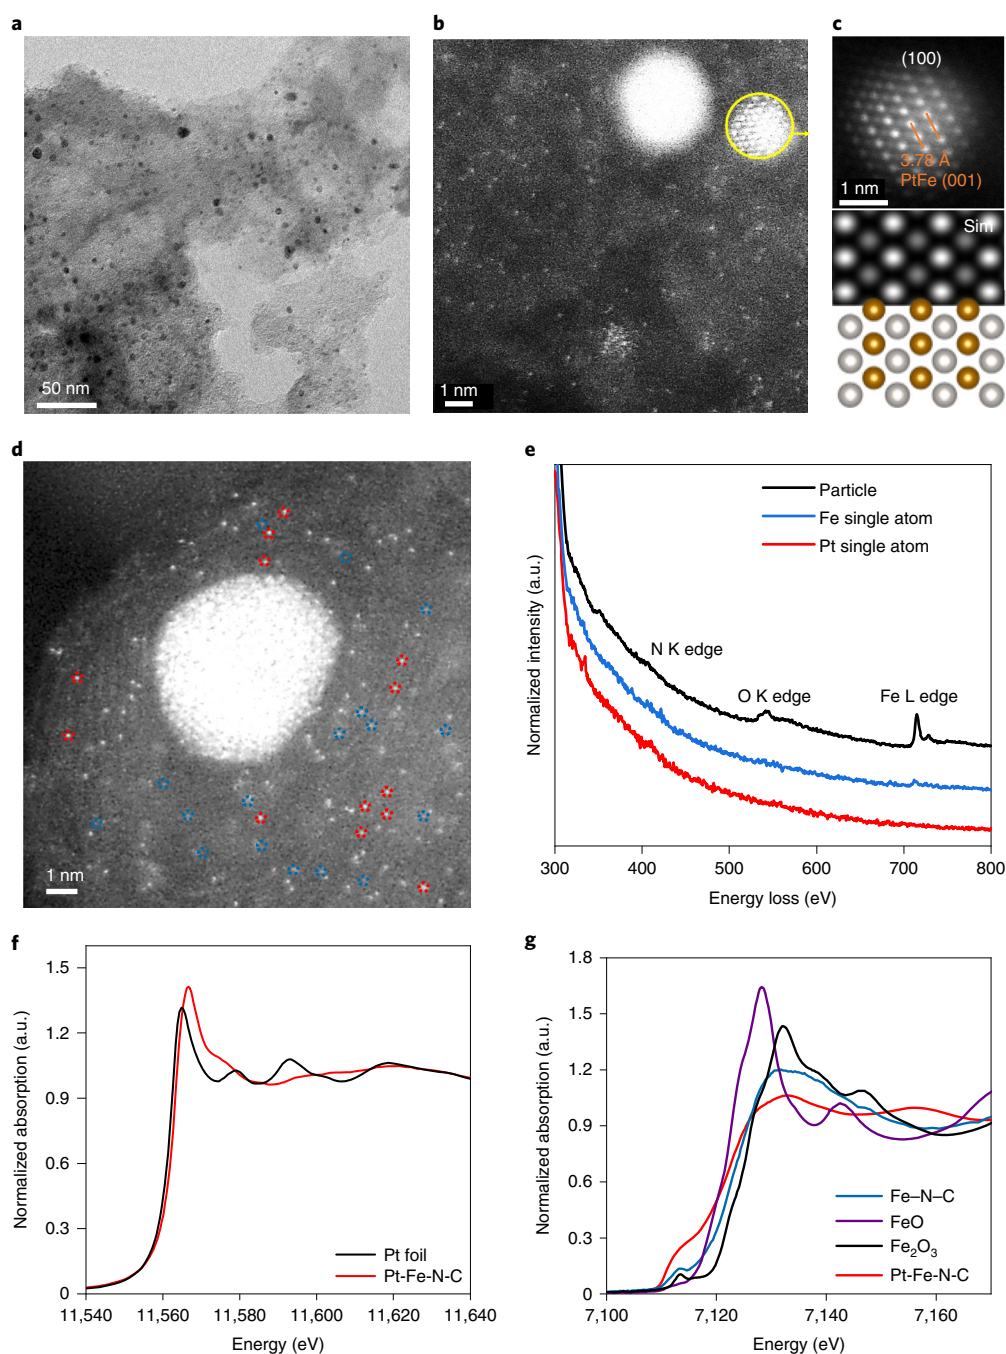 a
50 nm
b
1 nm
c
(100)
3.78 Å
PtFe (001)
1 nm
Sim
d
1 nm
e
Particle
Fe single atom
Pt single atom
N K edge
O K edge
Fe L edge
Normalized intensity (a.u.)
300 400 500 600 700 800
Energy loss (eV)
f
Normalized absorption (a.u.)
1.5
1.2
0.9
0.6
0.3
0
Pt foil
Pt-Fe-N-C
11,540 11,560 11,580 11,600 11,620 11,640
Energy (eV)
g
Normalized absorption (a.u.)
1.8
1.5
1.2
0.9
0.6
0.3
0
Fe–N–C
FeO
Fe₂O₃
Pt-Fe-N-C
7,100 7,120 7,140 7,160
Energy (eV)